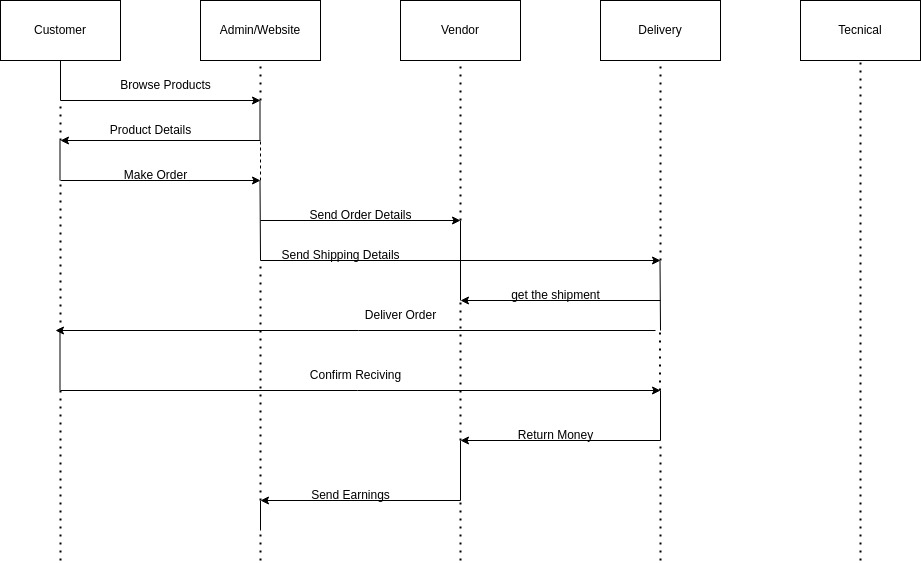 Customer
Admin/Website
Vendor
Delivery
Tecnical
Browse Products
Product Details
Make Order
Send Order Details
Send Shipping Details
get the shipment
Deliver Order
Confirm Reciving
Return Money
Send Earnings